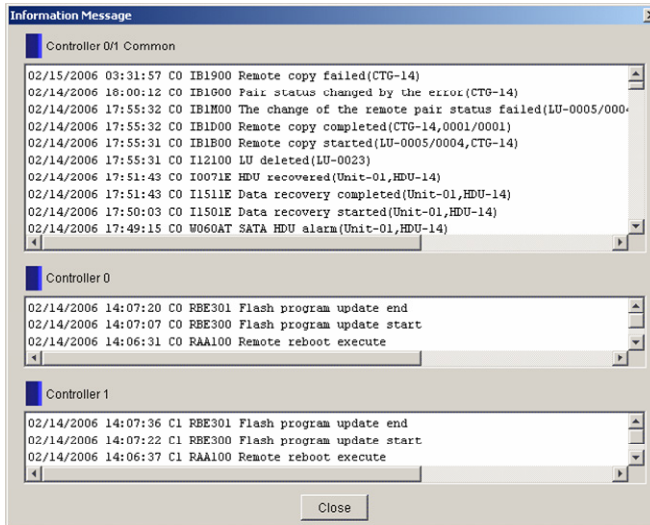 Information Message
Controller 0/1 Common
02/15/2006 03:31:57 C0 IB1900 Remote copy failed(CTG-14)
02/14/2006 18:00:12 C0 IB1G00 Pair status changed by the error(CTG-14)
02/14/2006 17:55:32 C0 IB1M00 The change of the remote pair status failed(LU-0005/0004
02/14/2006 17:55:32 C0 IB1D00 Remote copy completed(CTG-14,0001/0001)
02/14/2006 17:55:31 C0 IB1B00 Remote copy started(LU-0005/0004,CTG-14)
02/14/2006 17:55:31 C0 I12100 LU deleted(LU-0023)
02/14/2006 17:51:43 C0 I0071E HDU recovered(Unit-01,HDU-14)
02/14/2006 17:51:43 C0 I1511E Data recovery completed(Unit-01,HDU-14)
02/14/2006 17:50:03 C0 I1501E Data recovery started(Unit-01,HDU-14)
02/14/2006 17:49:15 C0 W060AT SATA HDU alarm(Unit-01,HDU-14)
Controller 0
02/14/2006 14:07:20 C0 RBE301 Flash program update end
02/14/2006 14:07:07 C0 RBE300 Flash program update start
02/14/2006 14:06:31 C0 RAA100 Remote reboot execute
Controller 1
02/14/2006 14:07:36 C1 RBE301 Flash program update end
02/14/2006 14:07:22 C1 RBE300 Flash program update start
02/14/2006 14:06:37 C1 RAA100 Remote reboot execute
Close